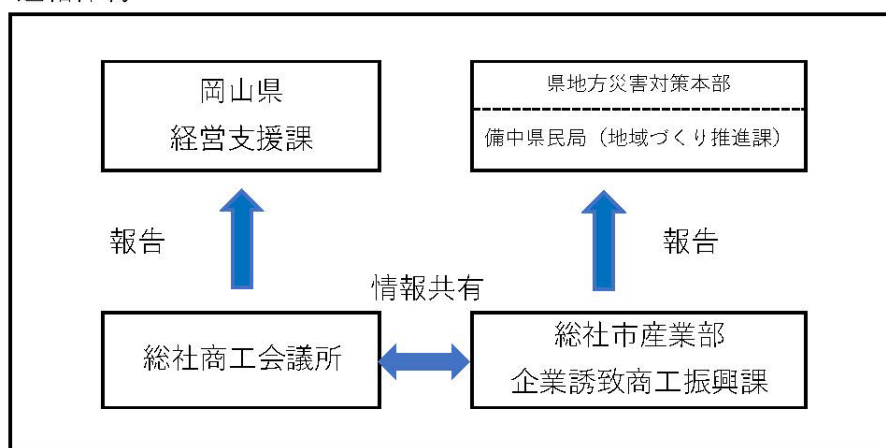 岡山県
経営支援課
県地方災害対策本部
備中県民局（地域づくり推進課）
報告
報告
情報共有
総社商工会議所
総社市産業部
企業誘致商工振興課